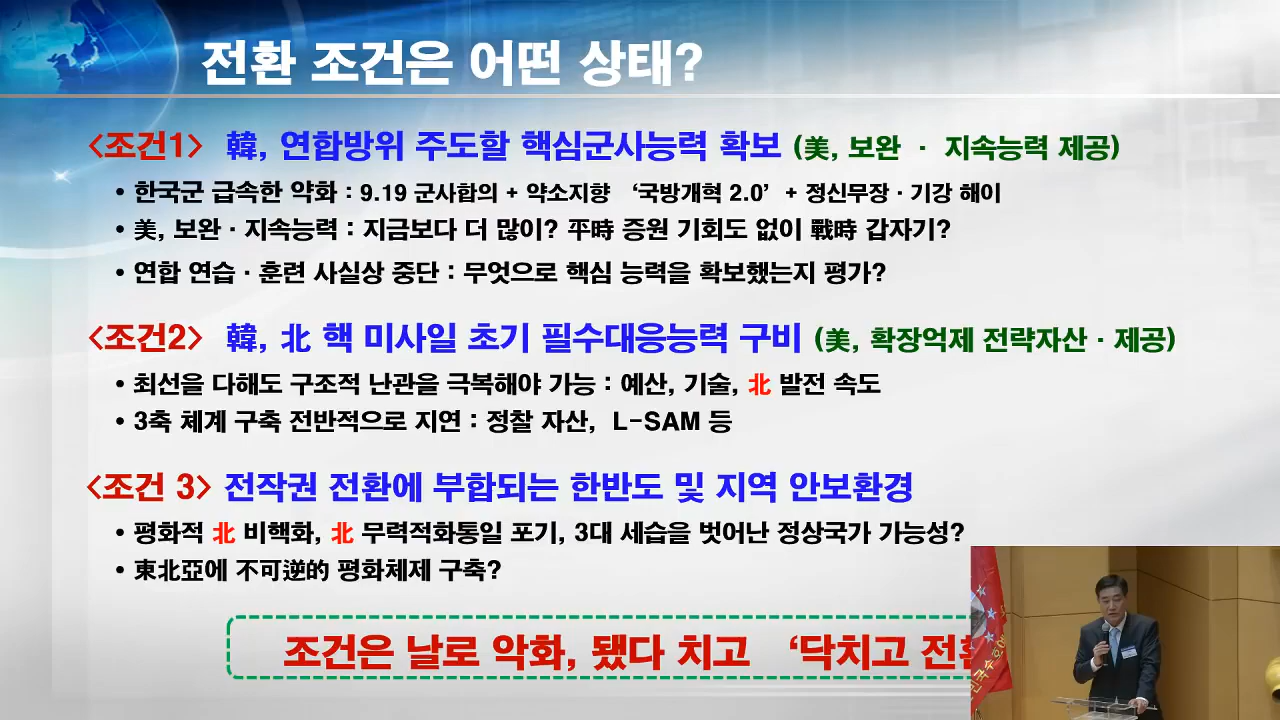 전환 조건은 어떤 상태?
<조건1> 韓, 연합방위 주도할 핵심군사능력 확보 (美, 보완 · 지속능력 제공)
• 한국군 급속한 약화 : 9.19 군사합의 + 약소지향 ‘국방개혁 2.0’ + 정신무장 · 기강 해이
• 美, 보완 · 지속능력 : 지금보다 더 많이? 平時 증원 기회도 없이 戰時 갑자기?
• 연합 연습 · 훈련 사실상 중단 : 무엇으로 핵심 능력을 확보했는지 평가?
<조건2> 韓, 北 핵 미사일 초기 필수대응능력 구비 (美, 확장억제 전략자산 · 제공)
• 최선을 다해도 구조적 난관을 극복해야 가능 : 예산, 기술, 北 발전 속도
• 3축 체계 구축 전반적으로 지연 : 정찰 자산, L-SAM 등
<조건 3> 전작권 전환에 부합되는 한반도 및 지역 안보환경
• 평화적 北 비핵화, 北 무력적화통일 포기, 3대 세습을 벗어난 정상국가 가능성?
• 東北亞에 不可逆的 평화체제 구축?
조건은 날로 악화, 됐다 치고 ‘닥치고 전환